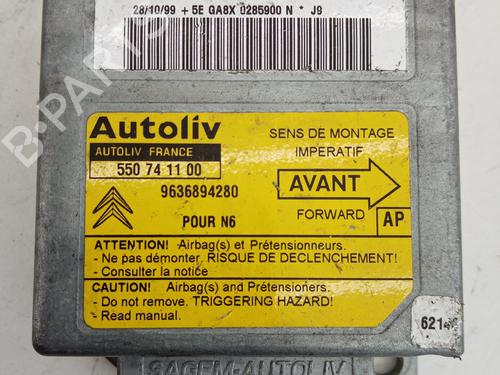 28/10/99 + 5E GA8X 0285900 N * J9
Autoliv
AUTOLIV FRANCE
550 74 11 00
9636894280
POUR N6
SENS DE MONTAGE
IMPERATIF
AVANT
FORWARD
AP
ATTENTION! Airbag(s) et Prétensionneurs.
- Ne pas démonter. RISQUE DE DECLENCHEMENT!
- Consulter la notice
CAUTION! Airbag(s) and Pretensioners.
- Do not remove. TRIGGERING HAZARD!
- Read manual.
6214
SAGEM-AUTOLIV
B-PARTS